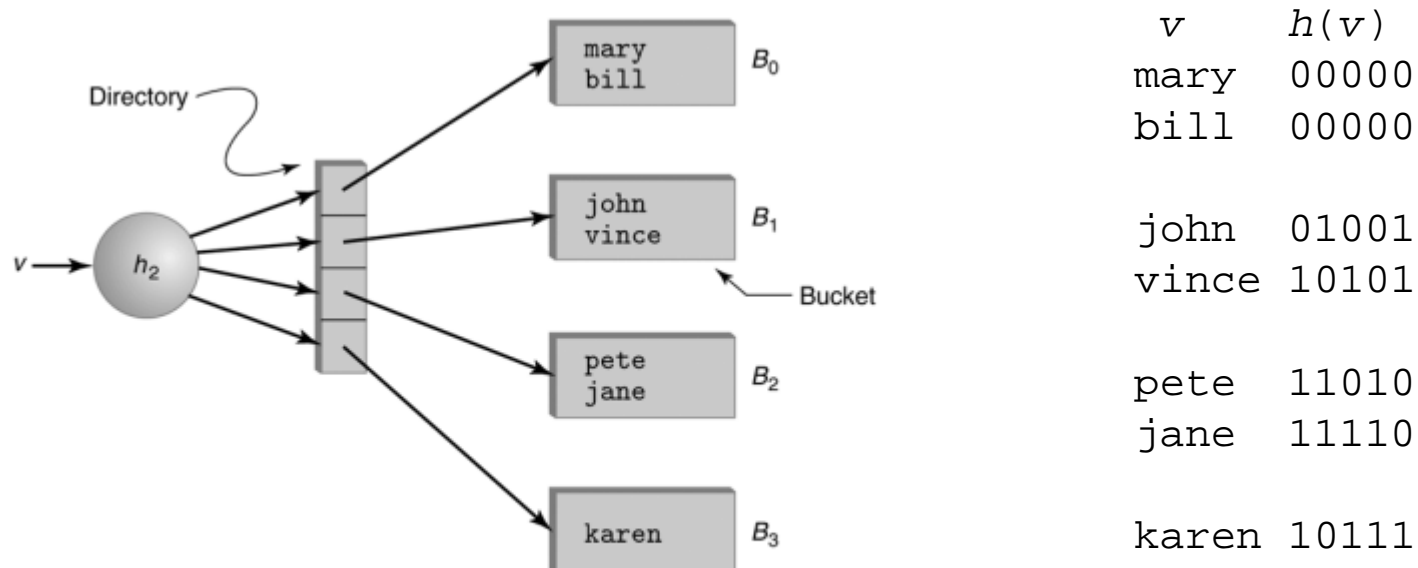 Directory
v
h2
mary
bill
B0
john
vince
B1
Bucket
pete
jane
B2
karen
B3
v h(v)
mary 00000
bill 00000
john 01001
vince 10101
pete 11010
jane 11110
karen 10111